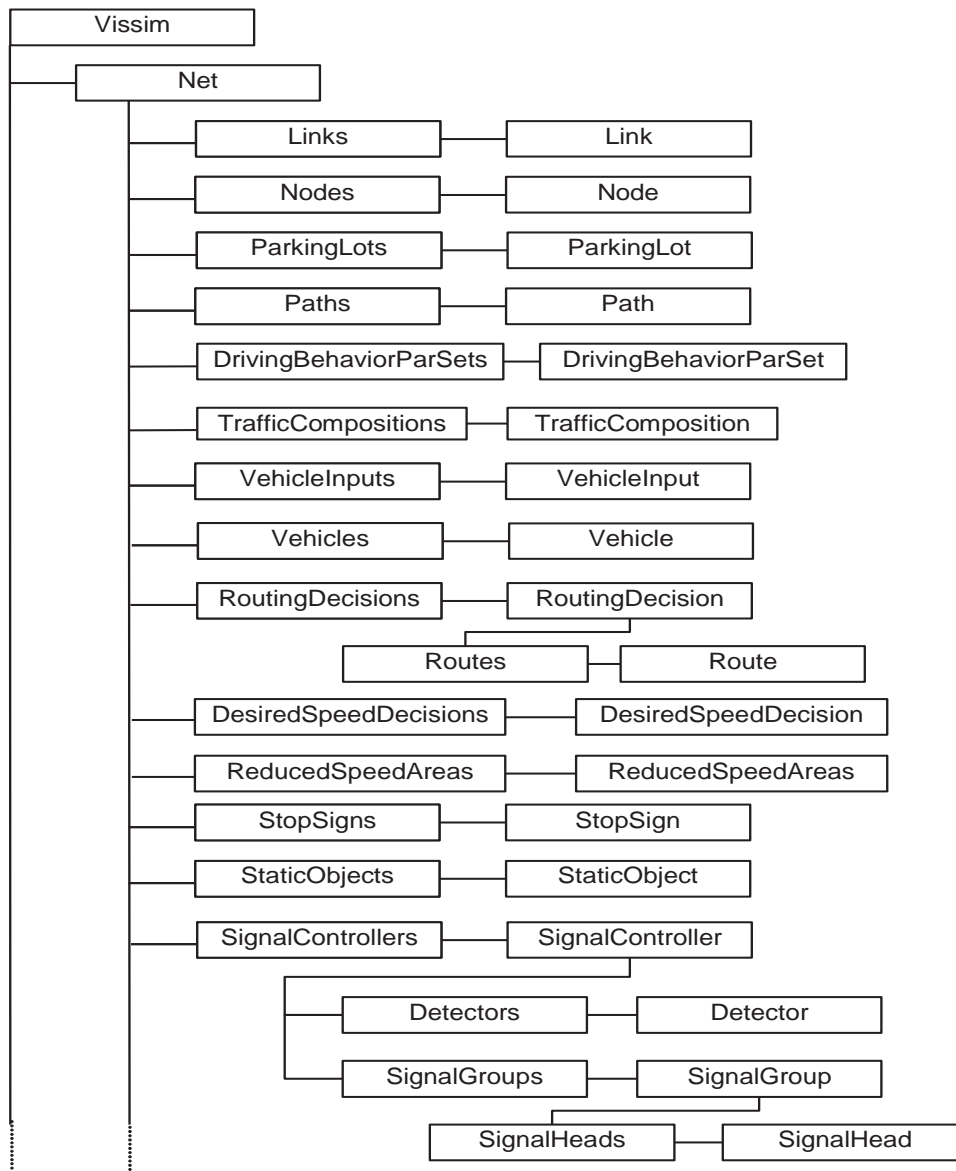 Vissim
Net
Links Link
Nodes Node
ParkingLots ParkingLot
Paths Path
DrivingBehaviorParSets DrivingBehaviorParSet
TrafficCompositions TrafficComposition
VehicleInputs VehicleInput
Vehicles Vehicle
RoutingDecisions RoutingDecision
Routes Route
DesiredSpeedDecisions DesiredSpeedDecision
ReducedSpeedAreas ReducedSpeedAreas
StopSigns StopSign
StaticObjects StaticObject
SignalControllers SignalController
Detectors Detector
SignalGroups SignalGroup
SignalHeads SignalHead